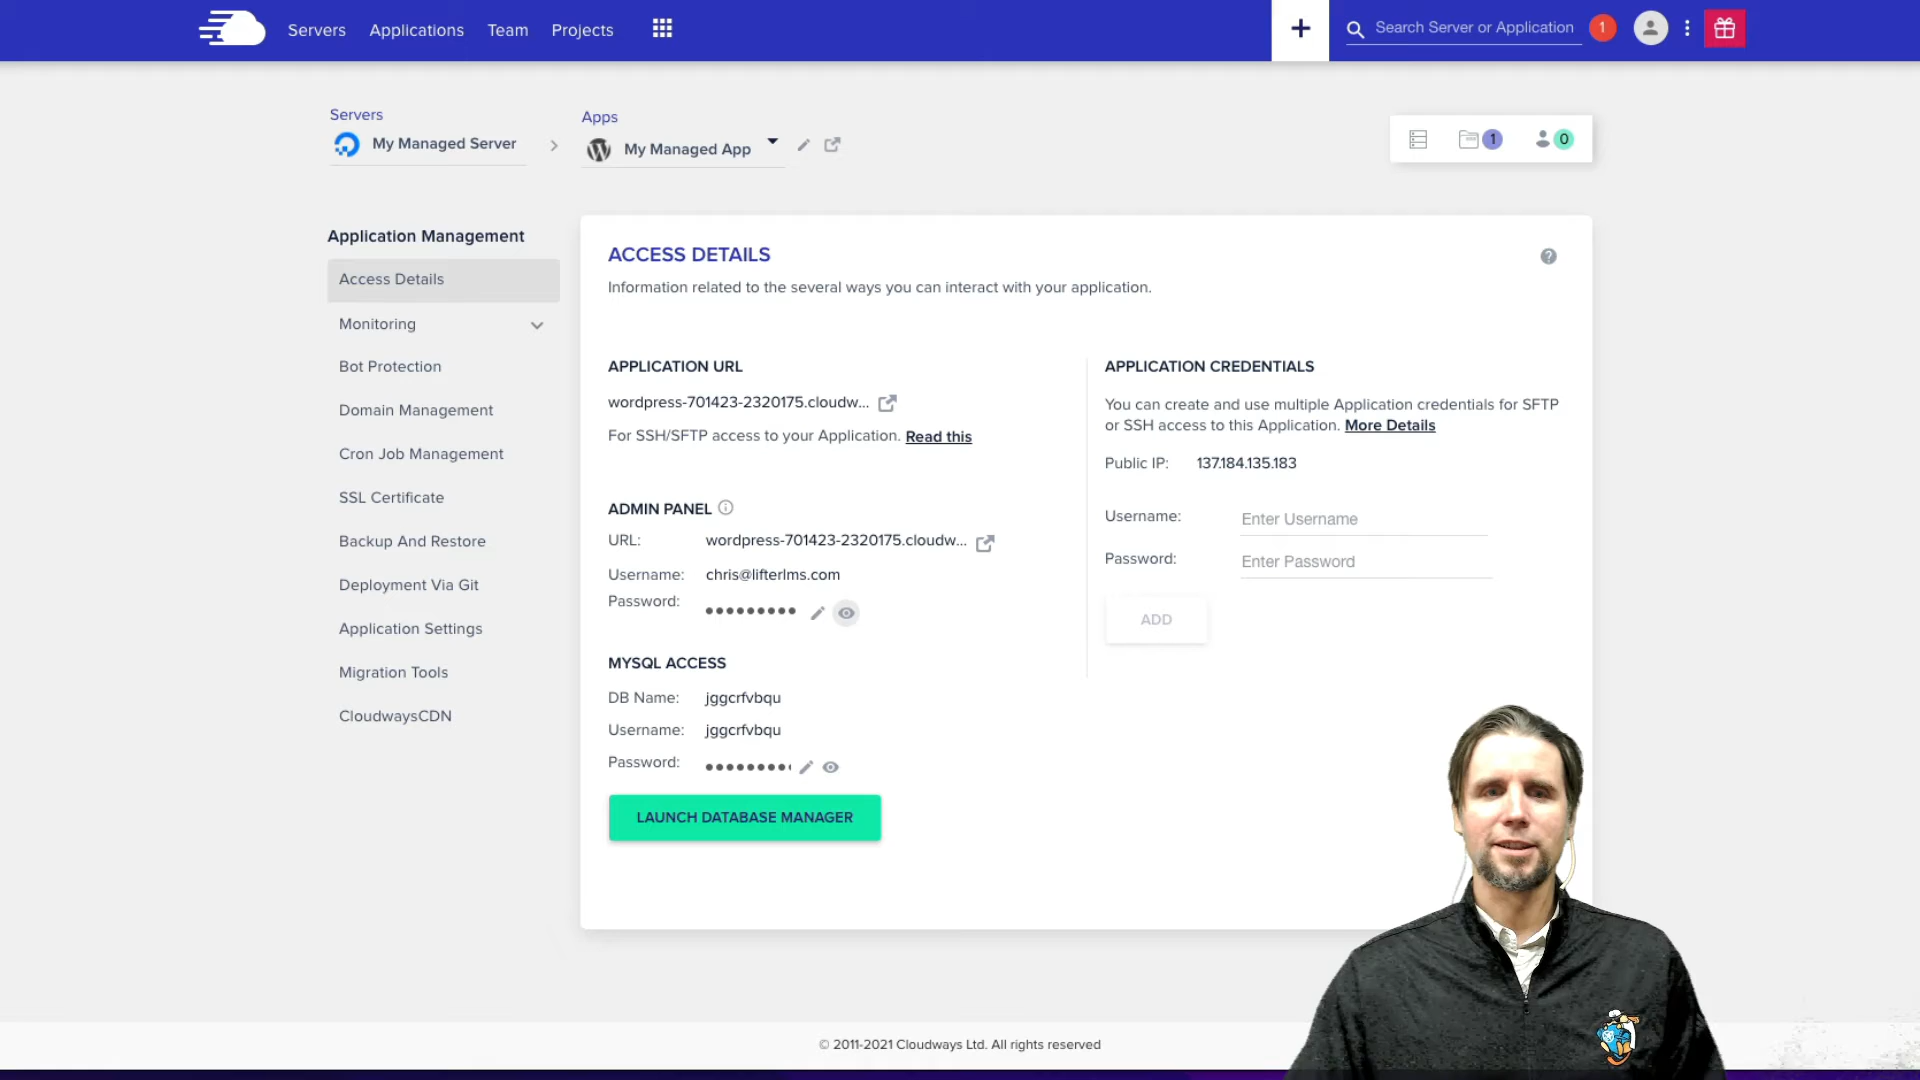 Servers Applications Team Projects
Search Server or Application
1
Servers
My Managed Server
Apps
My Managed App
1
0
Application Management
Access Details
Monitoring
Bot Protection
Domain Management
Cron Job Management
SSL Certificate
Backup And Restore
Deployment Via Git
Application Settings
Migration Tools
CloudwaysCDN
ACCESS DETAILS
Information related to the several ways you can interact with your application.
APPLICATION URL
wordpress-701423-2320175.cloudw...
For SSH/SFTP access to your Application. Read this
ADMIN PANEL
URL: wordpress-701423-2320175.cloudw...
Username: chris@lifterlms.com
Password: •••••••••
MYSQL ACCESS
DB Name: jggcrfvbqu
Username: jggcrfvbqu
Password: •••••••••
LAUNCH DATABASE MANAGER
APPLICATION CREDENTIALS
You can create and use multiple Application credentials for SFTP
or SSH access to this Application. More Details
Public IP: 137.184.135.183
Username: Enter Username
Password: Enter Password
ADD
© 2011-2021 Cloudways Ltd. All rights reserved